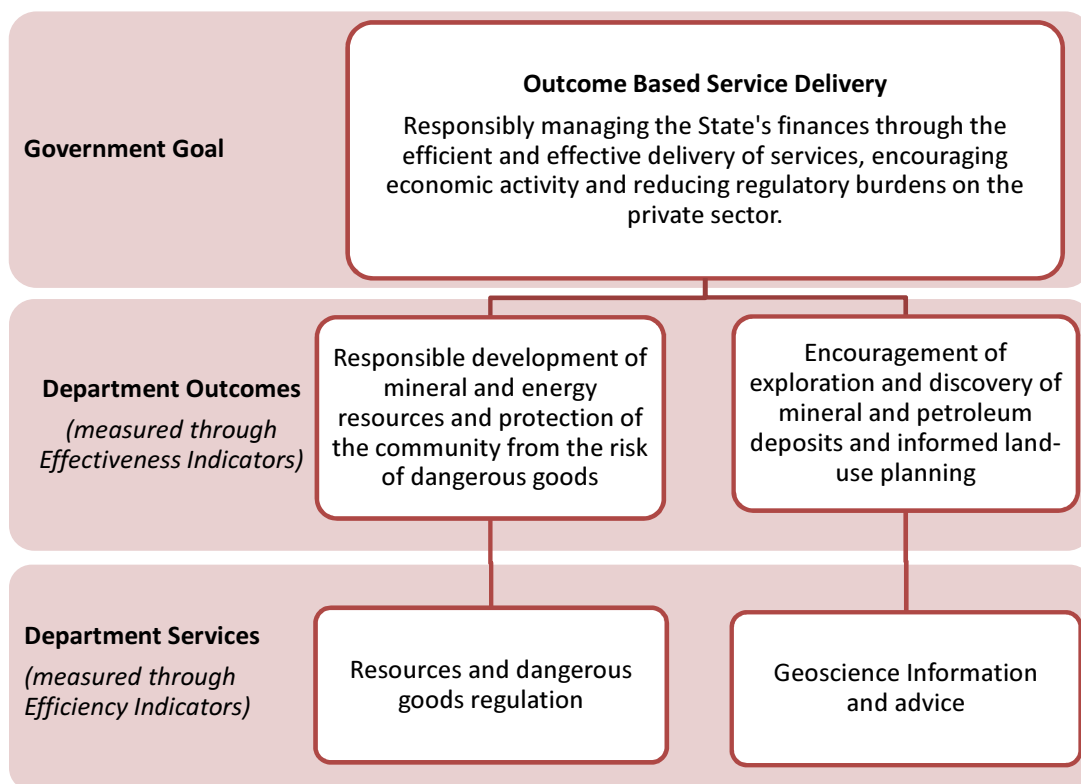 Government Goal
Outcome Based Service Delivery
Responsibly managing the State's finances through the
efficient and effective delivery of services, encouraging
economic activity and reducing regulatory burdens on the
private sector.
Department Outcomes
(measured through
Effectiveness Indicators)
Responsible development of
mineral and energy
resources and protection of
the community from the risk
of dangerous goods
Encouragement of
exploration and discovery of
mineral and petroleum
deposits and informed land-
use planning
Department Services
(measured through
Efficiency Indicators)
Resources and dangerous
goods regulation
Geoscience Information
and advice